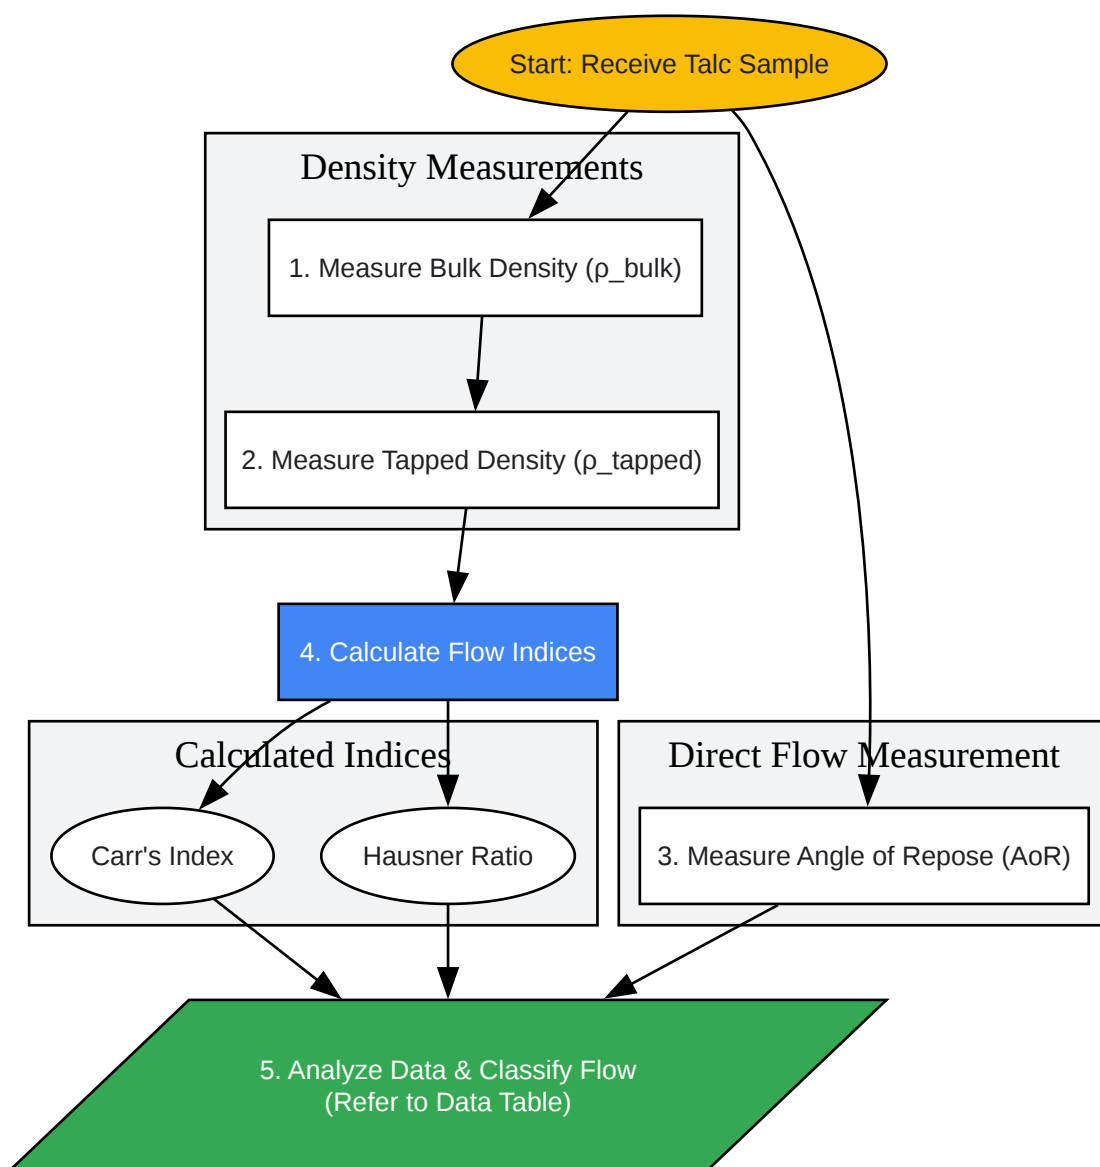 Start: Receive Talc Sample
Density Measurements
1. Measure Bulk Density (ρ_bulk)
2. Measure Tapped Density (ρ_tapped)
4. Calculate Flow Indices
Calculated Indices
Direct Flow Measurement
Carr's Index
Hausner Ratio
3. Measure Angle of Repose (AoR)
5. Analyze Data & Classify Flow
(Refer to Data Table)